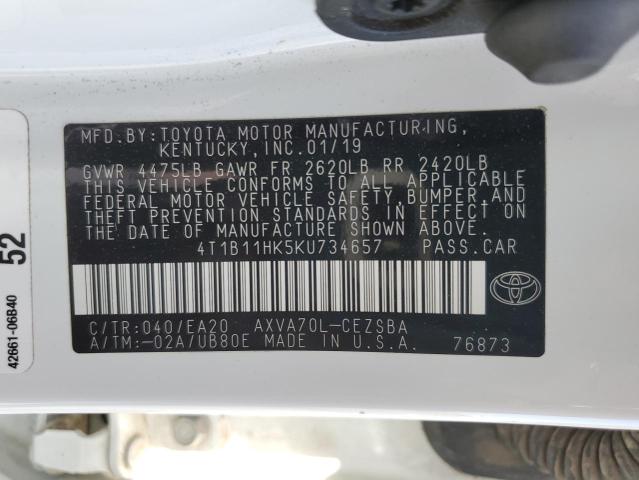 MFD.BY:TOYOTA MOTOR MANUFACTURING,
KENTUCKY, INC.01/19
GVWR 4475LB GAWR FR 2620LB RR 2420LB
THIS VEHICLE CONFORMS TO ALL APPLICABLE
FEDERAL MOTOR VEHICLE SAFETY,BUMPER,AND
THEFT PREVENTION STANDARDS IN EFFECT ON
THE DATE OF MANUFACTURE SHOWN ABOVE.
4T1B11HK5KU734657 PASS.CAR
C/TR:040/EA20 AXVA70L-CEZSBA
A/TM:-02A/UB80E MADE IN U.S.A. 76873
42661-06B40
52